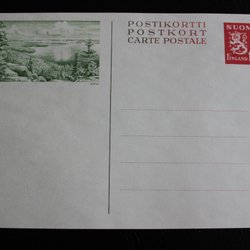 POSTIKORTTI
POSTKORT
CARTE POSTALE
SUOMI
FINLAND